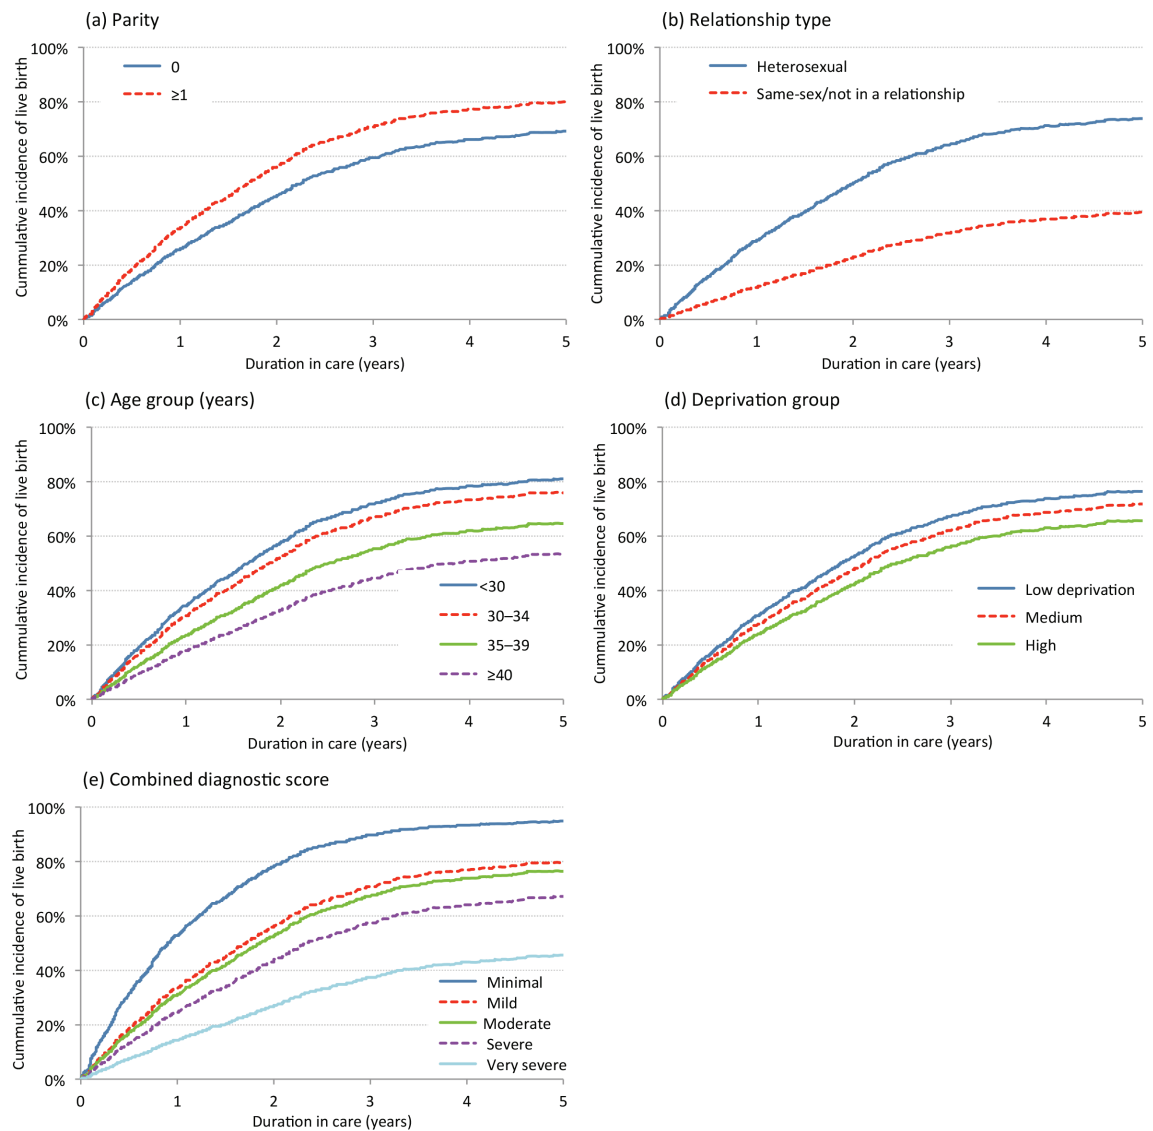 (a) Parity
Cummulative incidence of live birth
100%
80%
60%
40%
20%
0%
0
≥1
0 1 2 3 4 5
Duration in care (years)
(b) Relationship type
Cummulative incidence of live birth
100%
80%
60%
40%
20%
0%
Heterosexual
Same-sex/not in a relationship
0 1 2 3 4 5
Duration in care (years)
(c) Age group (years)
Cummulative incidence of live birth
100%
80%
60%
40%
20%
0%
<30
30–34
35–39
≥40
0 1 2 3 4 5
Duration in care (years)
(d) Deprivation group
Cummulative incidence of live birth
100%
80%
60%
40%
20%
0%
Low deprivation
Medium
High
0 1 2 3 4 5
Duration in care (years)
(e) Combined diagnostic score
Cummulative incidence of live birth
100%
80%
60%
40%
20%
0%
Minimal
Mild
Moderate
Severe
Very severe
0 1 2 3 4 5
Duration in care (years)